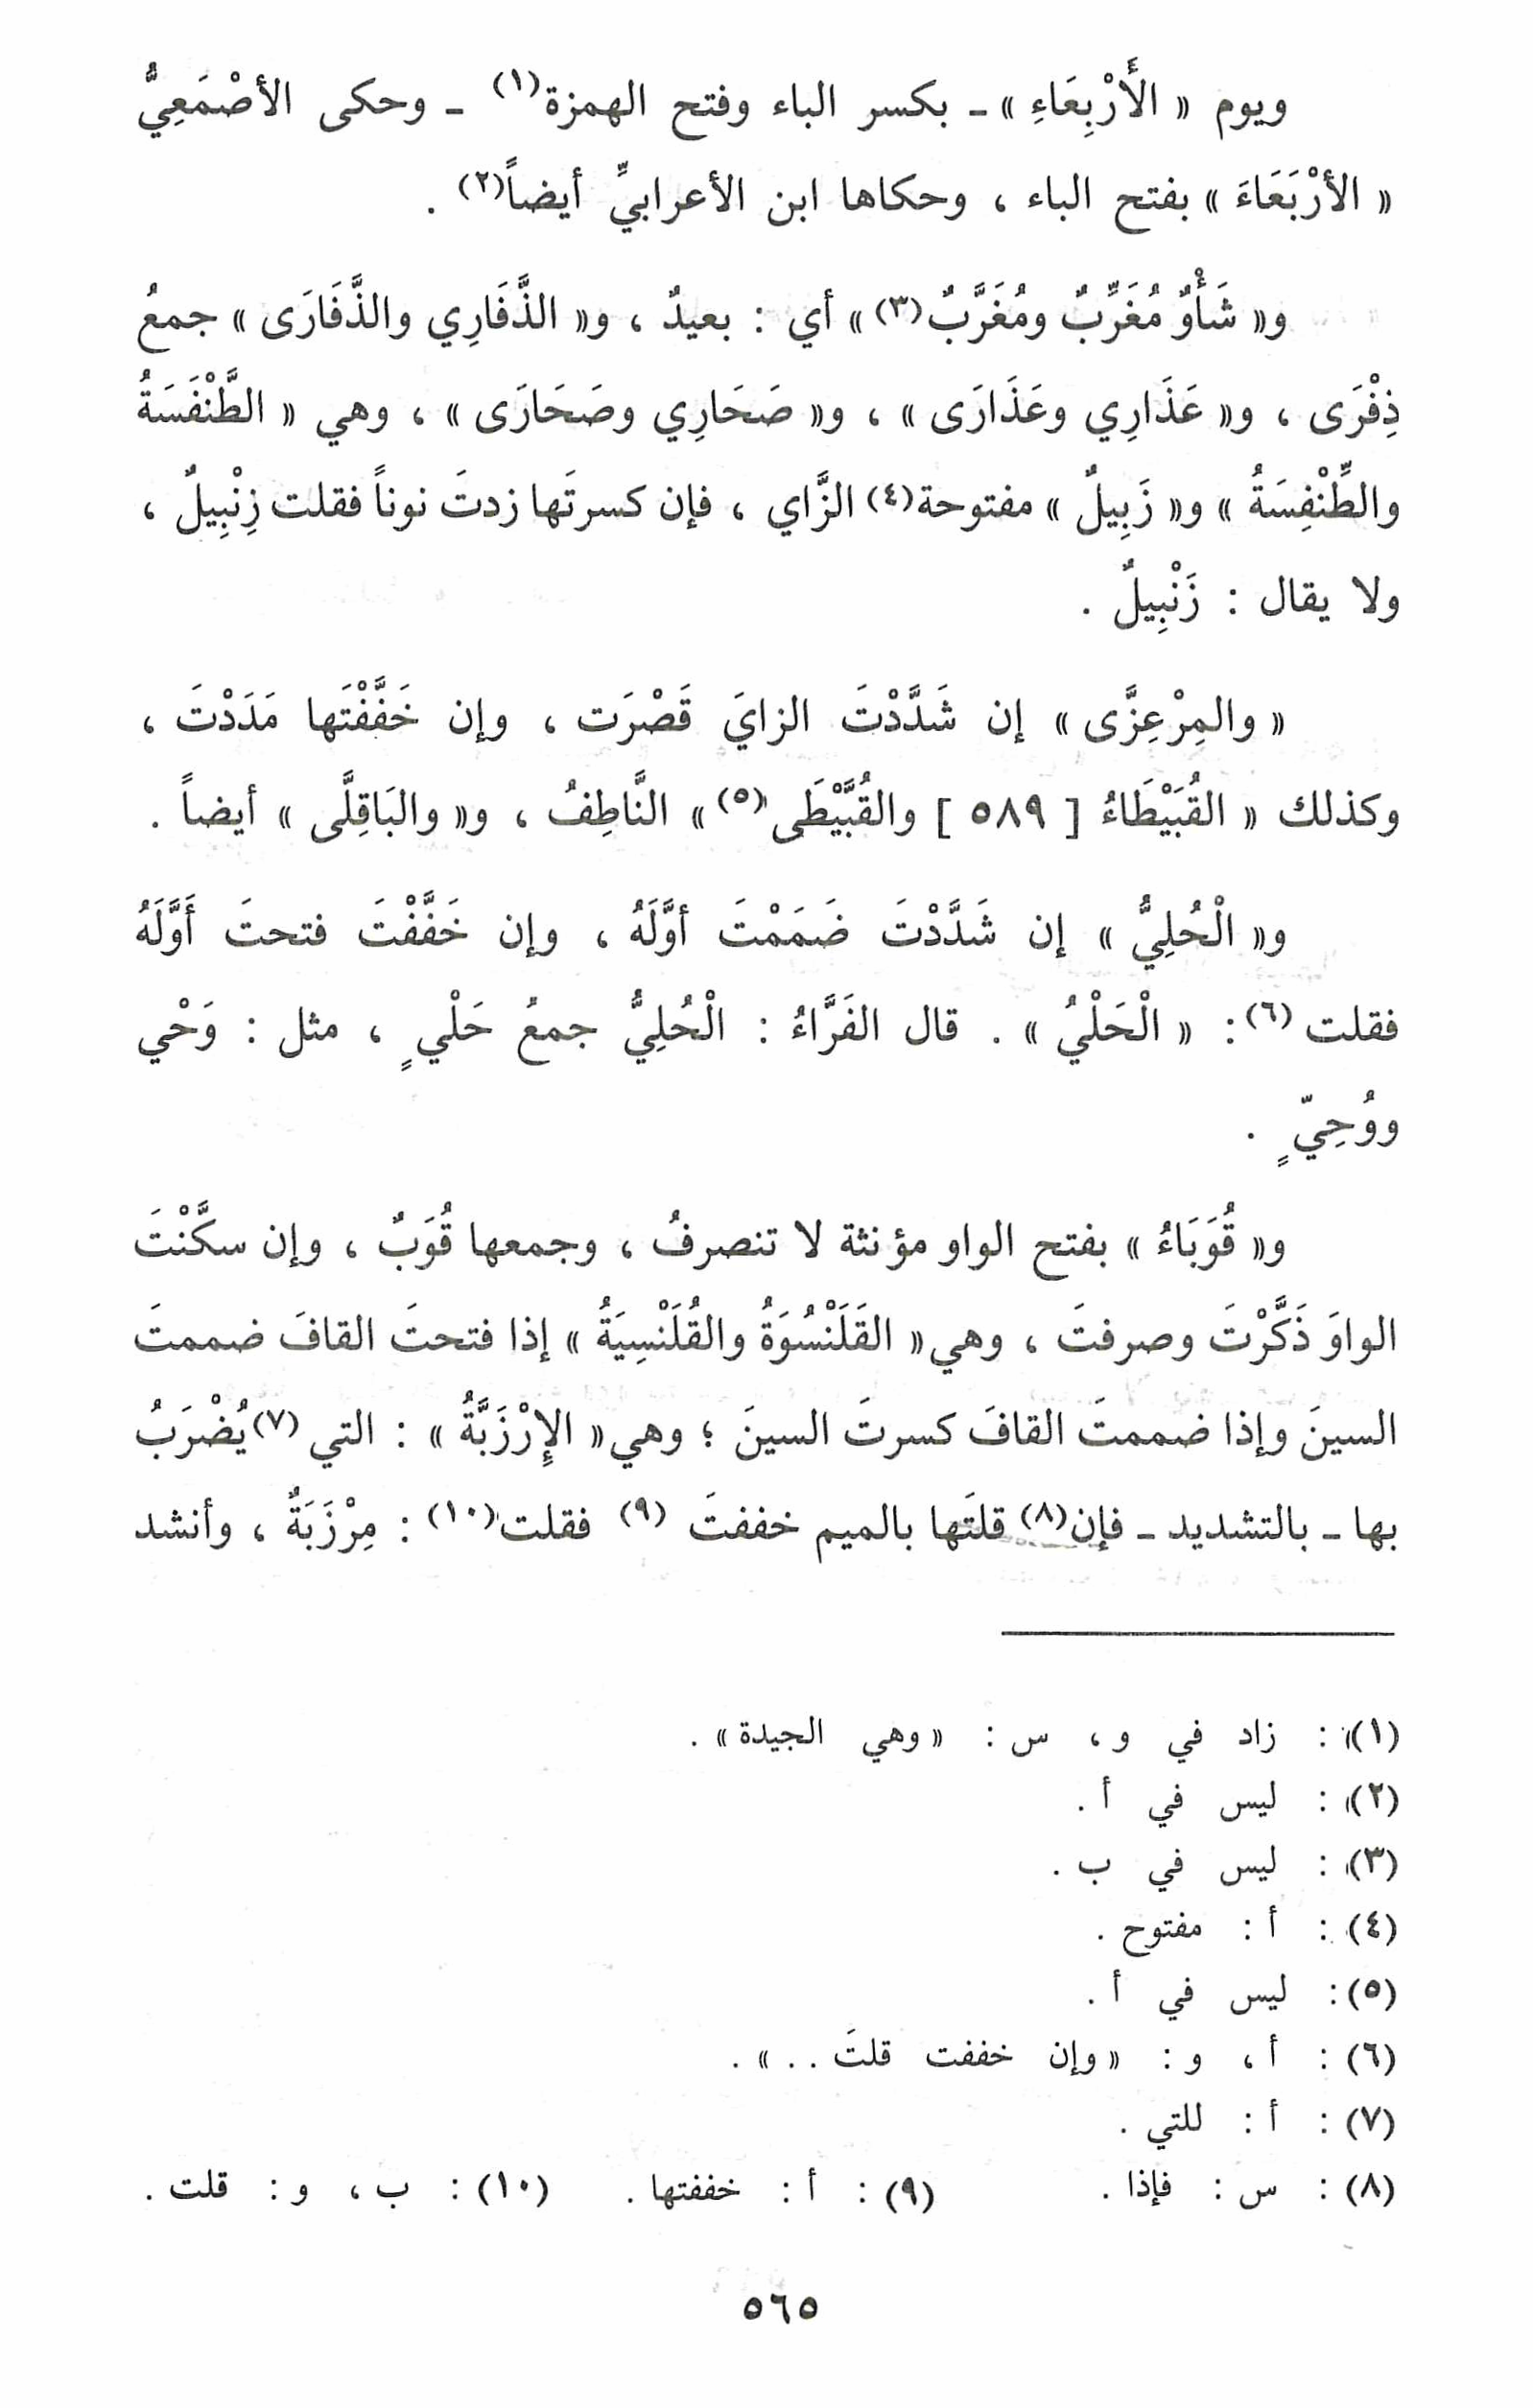 ويوم « الأَرْبِعَاءِ » ـ بكسر الباء وفتح الهمزة(١) ـ وحكى الأصْمَعِيُّ
« الأرْبَعَاءَ » بفتح الباء ، وحكاها ابن الأعرابيِّ أيضاً(٢) .
و« شَأْوٌ مُغَرِّبٌ ومُغَرَّبٌ(٣) » أي : بعيدٌ ، و« الذَّفَارِي والذَّفَارَى » جمعُ
ذِفْرَى ، و« عَذَارِي وعَذَارَى » ، و« صَحَارِي وصَحَارَى » ، وهي « الطَّنْفَسَةُ
والطِّنْفِسَةُ » و« زَبِيلٌ » مفتوحة(٤) الزَّاي ، فإن كسرتَها زدتَ نوناً فقلت زِنْبِيلٌ ،
ولا يقال : زَنْبِيلٌ .
« والمِرْعِزَّى » إن شَدَّدْتَ الزايَ قَصْرَت ، وإن خَفَّفْتَها مَدَدْتَ ،
وكذلك « القُبَيْطَاءُ [ ٥٨٩ ] والقُبَّيْطَى(٥) » النَّاطِفُ ، و« والبَاقِلَّى » أيضاً .
و« الْحُلِيُّ » إن شَدَّدْتَ ضَمَمْتَ أوَّلَهُ ، وإن خَفَّفْتَ فتحتَ أَوَّلَهُ
فقلت (٦): « الْحَلْيُ » . قال الفَرَّاءُ : الْحُلِيُّ جمعُ حَلْيٍ ، مثل : وَحْي
ووُحِيّ ٍ .
و« قُوَبَاءُ » بفتح الواو مؤنثة لا تنصرفُ ، وجمعها قُوَبٌ ، وإن سكَّنْتَ
الواوَ ذَكَّرْتَ وصرفتَ ، وهي « القَلَنْسُوَةُ والقُلَنْسِيَةُ » إذا فتحتَ القافَ ضممتَ
السينَ وإذا ضممتَ القافَ كسرتَ السينَ ؛ وهي « الإِرْزَبَّةُ » : التي (٧)يُضْرَبُ
بها ـ بالتشديد ـ فإن(٨) قلتَها بالميم خففتَ (٩) فقلت(١٠) : مِرْزَبَةٌ ، وأنشد
(١) : زاد في و ، س : « وهي الجيدة » .
(٢) : ليس في أ .
(٣) : ليس في ب .
(٤) : أ : مفتوح .
(٥) : ليس في أ .
(٦) : أ ، و : « وإن خففت قلتَ . . » .
(٧) : أ : للتي .
(٨) : س : فإذا . (٩) : أ : خففتها . (١٠) : ب ، و : قلت .
٥٦٥